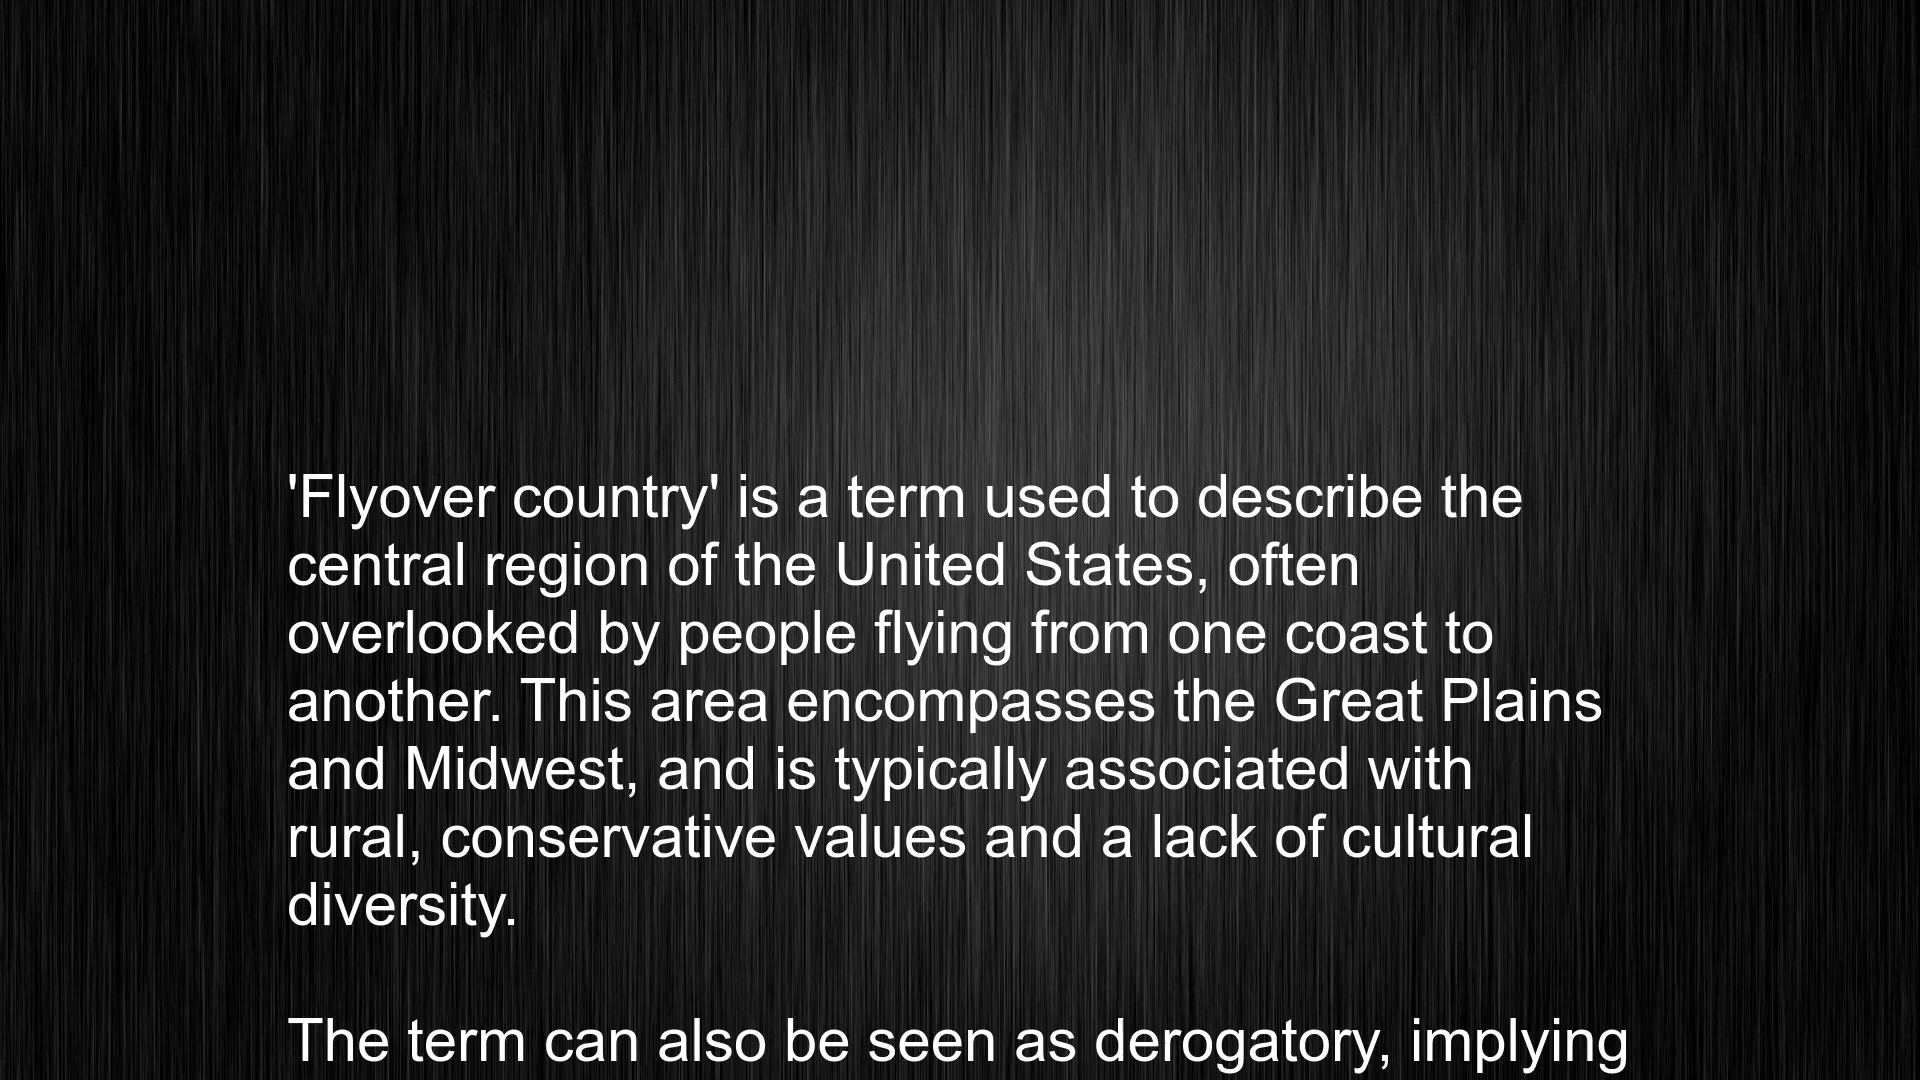 'Flyover country' is a term used to describe the
central region of the United States, often
overlooked by people flying from one coast to
another. This area encompasses the Great Plains
and Midwest, and is typically associated with
rural, conservative values and a lack of cultural
diversity.
The term can also be seen as derogatory, implying